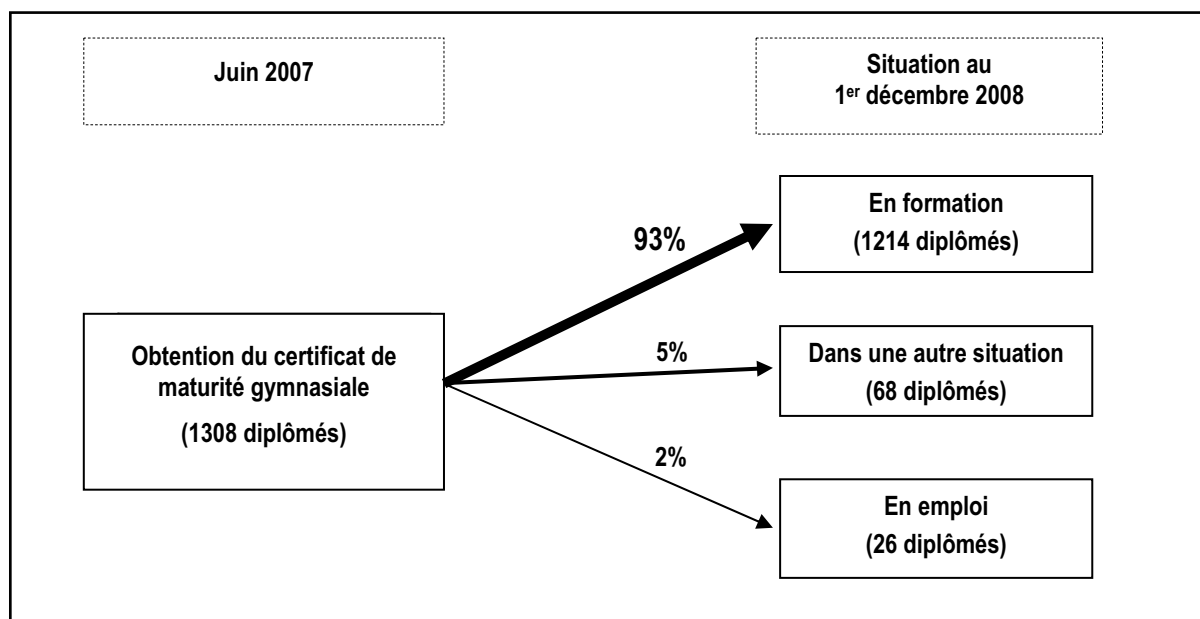 Juin 2007
Situation au
1er décembre 2008
En formation
(1214 diplômés)
93%
Obtention du certificat de
maturité gymnasiale
(1308 diplômés)
5%
Dans une autre situation
(68 diplômés)
2%
En emploi
(26 diplômés)